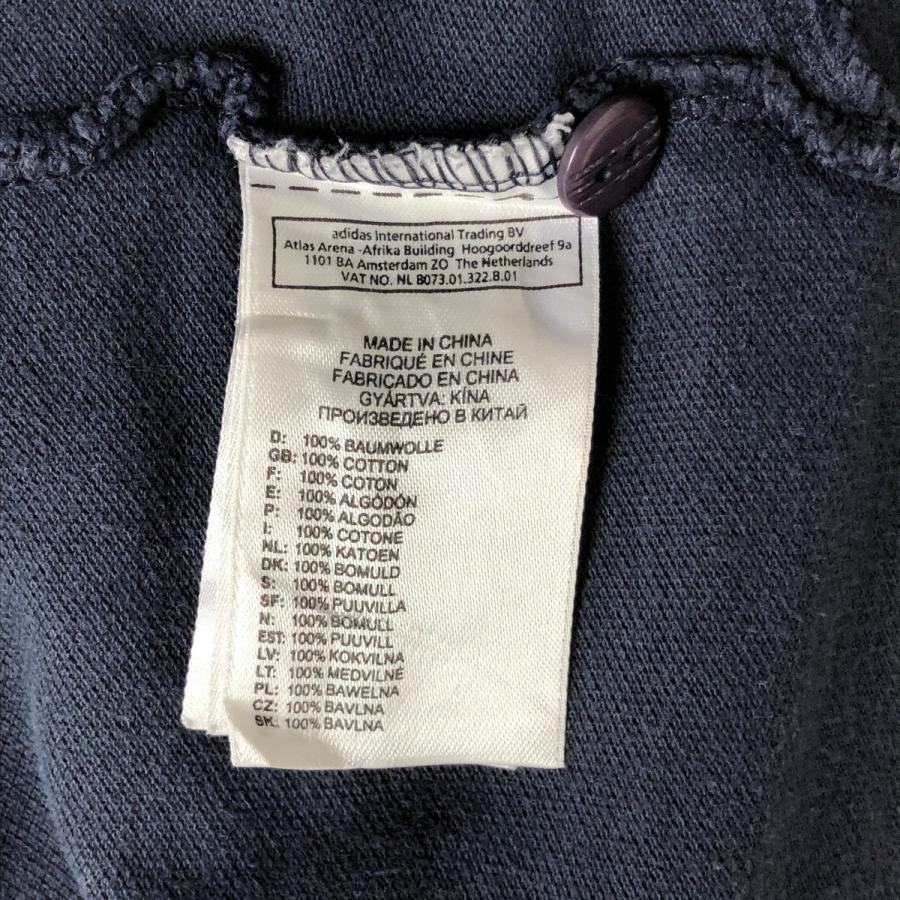 adidas International Trading BV
Atlas Arena -Afrika Building Hoogoorddreef 9a
1101 BA Amsterdam ZO The Netherlands
VAT NO. NL 8073.01.322.B.01
MADE IN CHINA
FABRIQUÉ EN CHINE
FABRICADO EN CHINA
GYÁRTVA: KÍNA
ПРОИЗВЕДЕНО В КИТАЙ
D: 100% BAUMWOLLE
GB: 100% COTTON
F: 100% COTON
E: 100% ALGODÓN
P: 100% ALGODÃO
I: 100% COTONE
NL: 100% KATOEN
DK: 100% BOMULD
S: 100% BOMULL
SF: 100% PUUVILLA
N: 100% BOMULL
EST: 100% PUUVILL
LV: 100% KOKVILNA
LT: 100% MEDVILNĖ
PL: 100% BAWEŁNA
CZ: 100% BAVLNA
SK: 100% BAVLNA